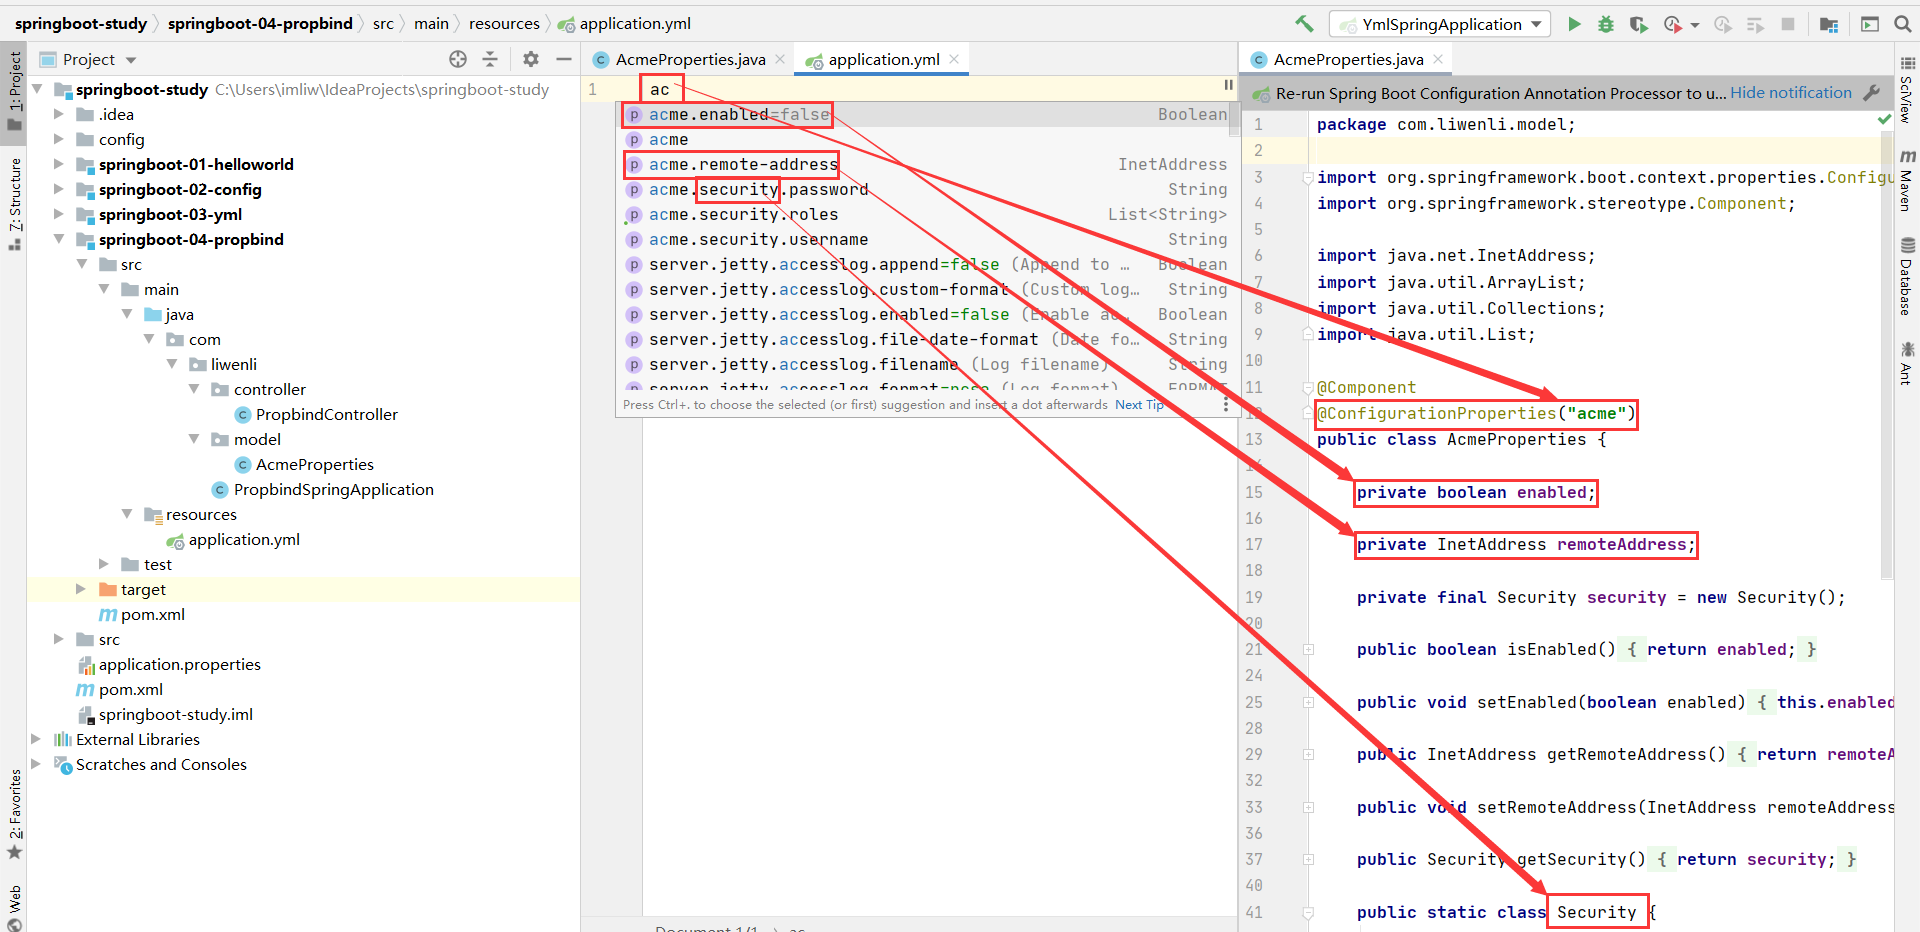 springboot-study 〉 springboot-04-propbind 〉 src 〉 main 〉 resources 〉 application.yml
YmlSpringApplication
1: Project
7: Structure
2: Favorites
Web
Project
springboot-study C:\Users\imliw\IdeaProjects\springboot-study
.idea
config
springboot-01-helloworld
springboot-02-config
springboot-03-yml
springboot-04-propbind
src
main
java
com
liwenli
controller
PropbindController
model
AcmeProperties
PropbindSpringApplication
resources
application.yml
test
target
pom.xml
src
application.properties
pom.xml
springboot-study.iml
External Libraries
Scratches and Consoles
AcmeProperties.java
application.yml
1 ac
acme.enabled=false Boolean
acme
acme.remote-address InetAddress
acme.security.password String
acme.security.roles List<String>
acme.security.username String
server.jetty.accesslog.append=false (Append to … Boolean
server.jetty.accesslog.custom-format (Custom log… String
server.jetty.accesslog.enabled=false (Enable ac… Boolean
server.jetty.accesslog.file-date-format (Date fo… String
server.jetty.accesslog.filename (Log filename) String
server.jetty.accesslog.format=ncsa (Log format) FORMAT
Press Ctrl+. to choose the selected (or first) suggestion and insert a dot afterwards Next Tip
Document 1/1 〉 ac
AcmeProperties.java
Re-run Spring Boot Configuration Annotation Processor to u... Hide notification
1 package com.liwenli.model;
2
3 import org.springframework.boot.context.properties.Configu
4 import org.springframework.stereotype.Component;
5
6 import java.net.InetAddress;
7 import java.util.ArrayList;
8 import java.util.Collections;
9 import java.util.List;
10
11 @Component
12 @ConfigurationProperties("acme")
13 public class AcmeProperties {
14
15 private boolean enabled;
16
17 private InetAddress remoteAddress;
18
19 private final Security security = new Security();
20
21 public boolean isEnabled() { return enabled; }
24
25 public void setEnabled(boolean enabled) { this.enabled
28
29 public InetAddress getRemoteAddress() { return remoteA
32
33 public void setRemoteAddress(InetAddress remoteAddress
36
37 public Security getSecurity() { return security; }
40
41 public static class Security {
SciView
Maven
Database
Ant